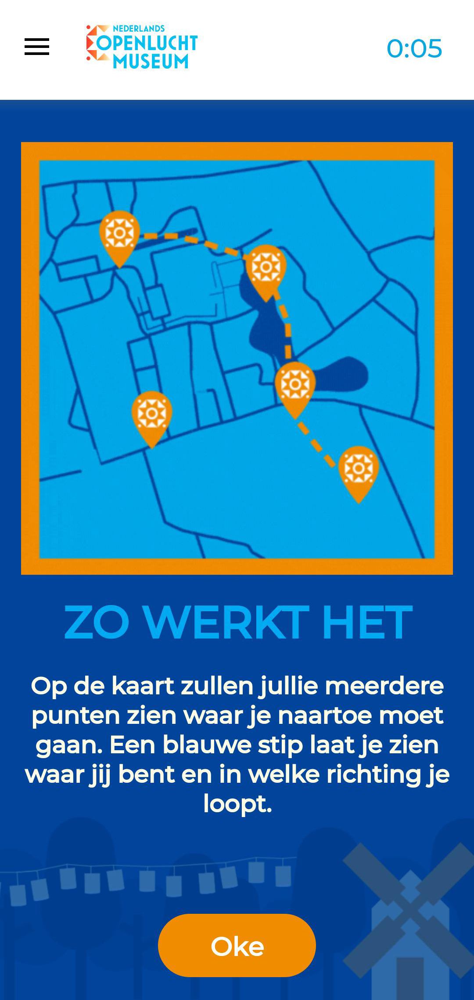 NEDERLANDS
OPENLUCHT
MUSEUM
0:05
ZO WERKT HET
Op de kaart zullen jullie meerdere
punten zien waar je naartoe moet
gaan. Een blauwe stip laat je zien
waar jij bent en in welke richting je
loopt.
Oke